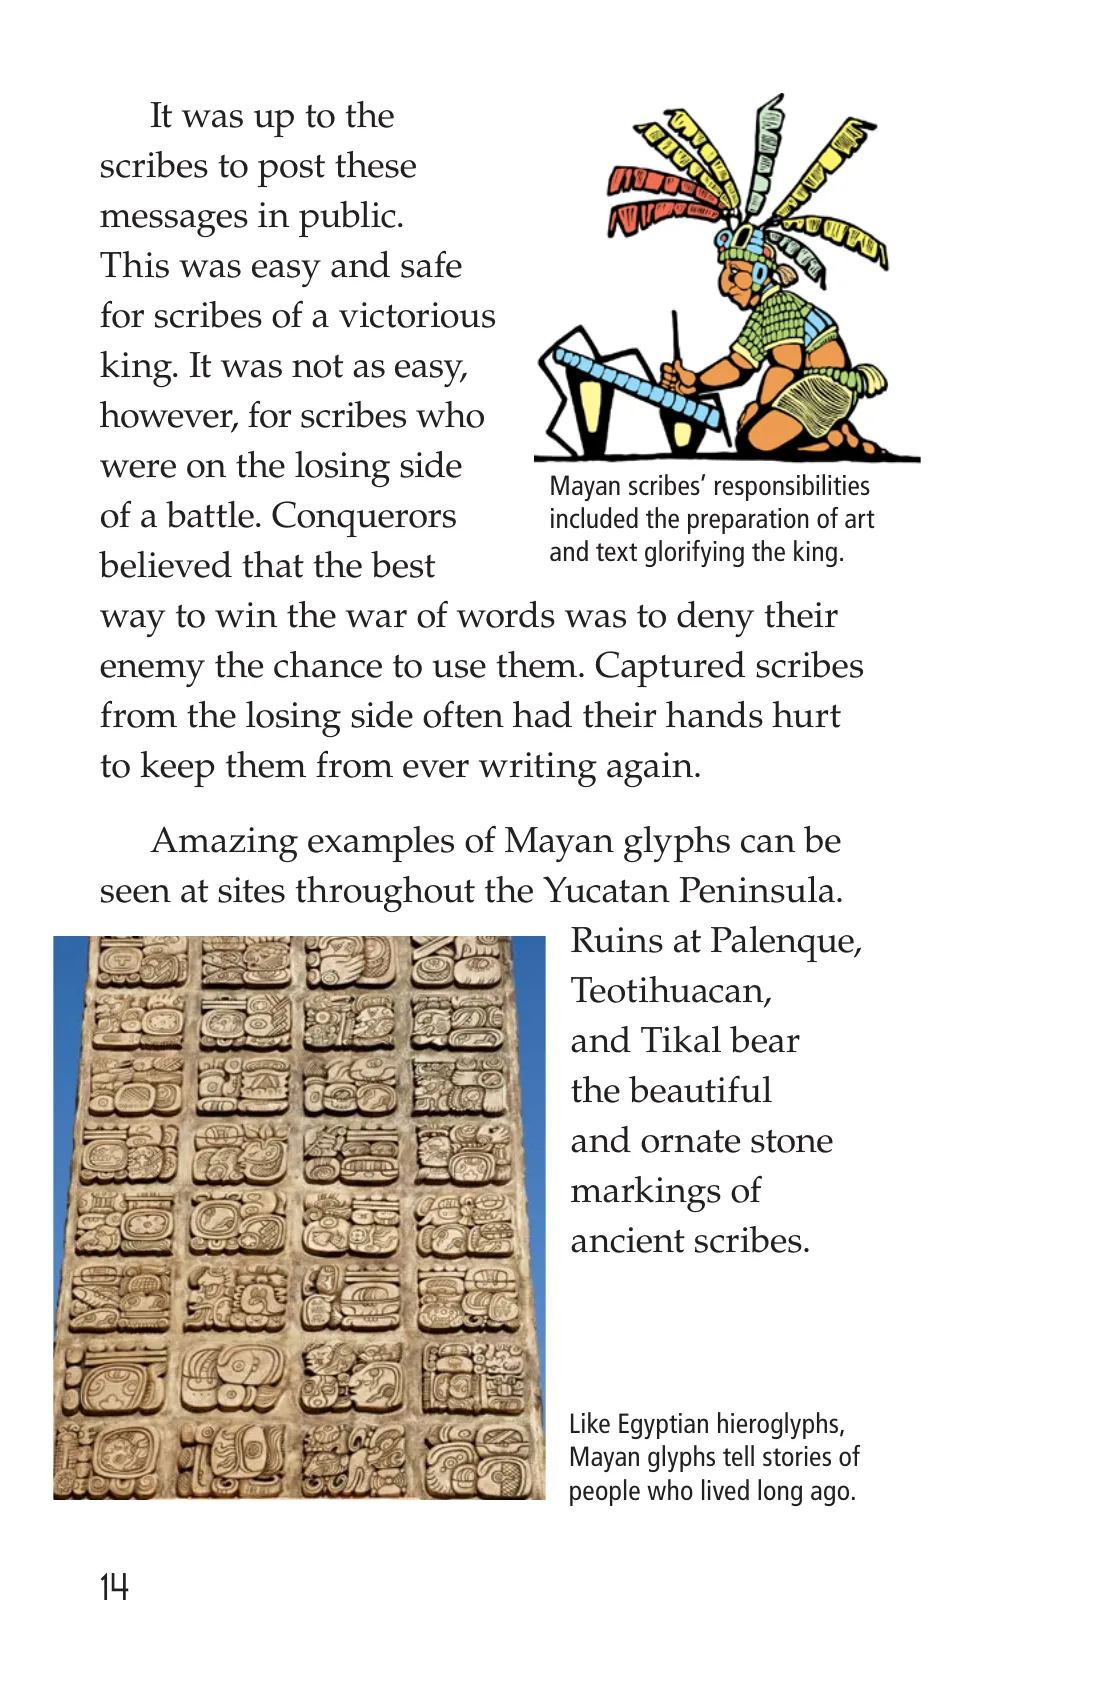 It was up to the
scribes to post these
messages in public.
This was easy and safe
for scribes of a victorious
king. It was not as easy,
however, for scribes who
were on the losing side
of a battle. Conquerors
believed that the best
way to win the war of words was to deny their
enemy the chance to use them. Captured scribes
from the losing side often had their hands hurt
to keep them from ever writing again.
Mayan scribes’ responsibilities
included the preparation of art
and text glorifying the king.
Amazing examples of Mayan glyphs can be
seen at sites throughout the Yucatan Peninsula.
Ruins at Palenque,
Teotihuacan,
and Tikal bear
the beautiful
and ornate stone
markings of
ancient scribes.
Like Egyptian hieroglyphs,
Mayan glyphs tell stories of
people who lived long ago.
14